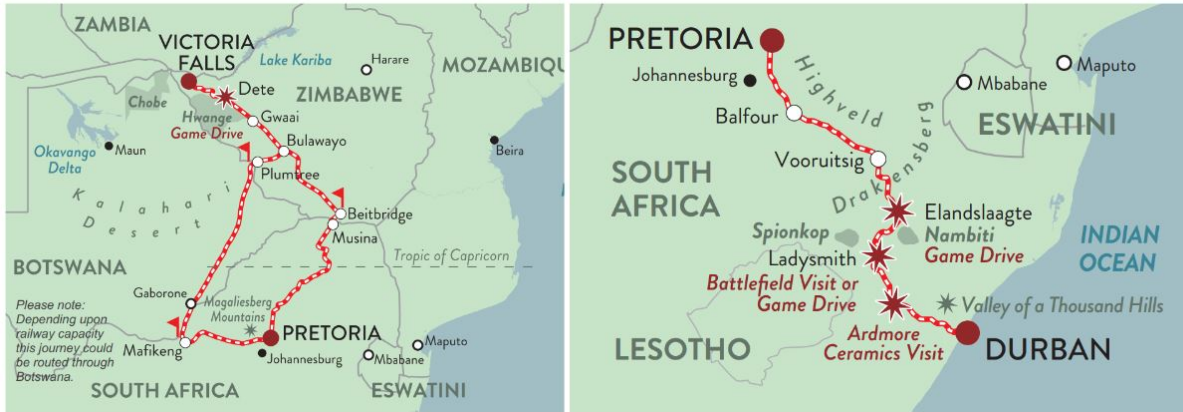 ZAMBIA
VICTORIA
FALLS
Lake Kariba
Harare
MOZAMBIQU
Dete
ZIMBABWE
Chobe
Hwange
Game Drive
Gwaai
Bulawayo
Okavango
Delta
Maun
Beira
Plumtree
Kalahari
Desert
Beitbridge
Musina
Tropic of Capricorn
BOTSWANA
Please note:
Depending upon
railway capacity
this journey could
be routed through
Botswana.
Gaborone
Magaliesberg
Mountains
PRETORIA
Mafikeng
Johannesburg
Maputo
Mbabane
SOUTH AFRICA
ESWATINI
PRETORIA
Johannesburg
Highveld
Maputo
Mbabane
Balfour
ESWATINI
Vooruitsig
Drakensberg
SOUTH
AFRICA
Elandslaagte
Spionkop
Nambiti
Game Drive
INDIAN
OCEAN
Ladysmith
Battlefield Visit or
Game Drive
Valley of a Thousand Hills
Ardmore
Ceramics Visit
LESOTHO
DURBAN